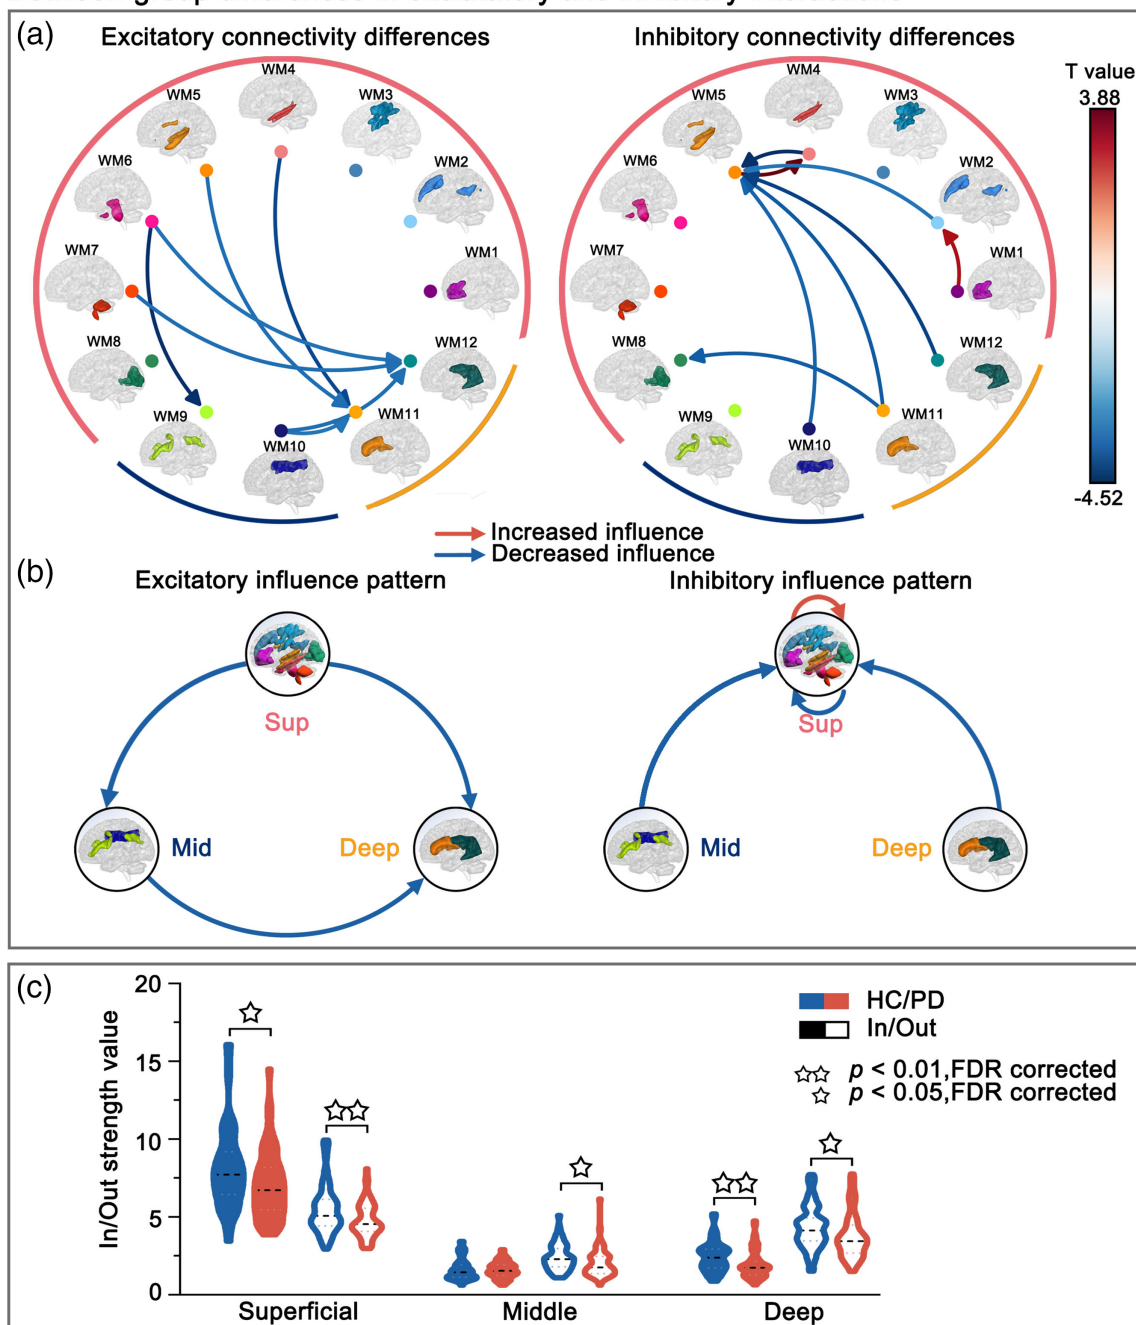 (a)
Excitatory connectivity differences
Inhibitory connectivity differences
T value
3.88
-4.52
WM4
WM5
WM3
WM6
WM2
WM7
WM1
WM8
WM12
WM9
WM11
WM10
WM4
WM5
WM3
WM6
WM2
WM7
WM1
WM8
WM12
WM9
WM11
WM10
Increased influence
Decreased influence
(b)
Excitatory influence pattern
Inhibitory influence pattern
Sup
Mid
Deep
Sup
Mid
Deep
(c)
In/Out strength value
20
15
10
5
0
Superficial
Middle
Deep
HC/PD
In/Out
☆☆ p < 0.01,FDR corrected
☆ p < 0.05,FDR corrected